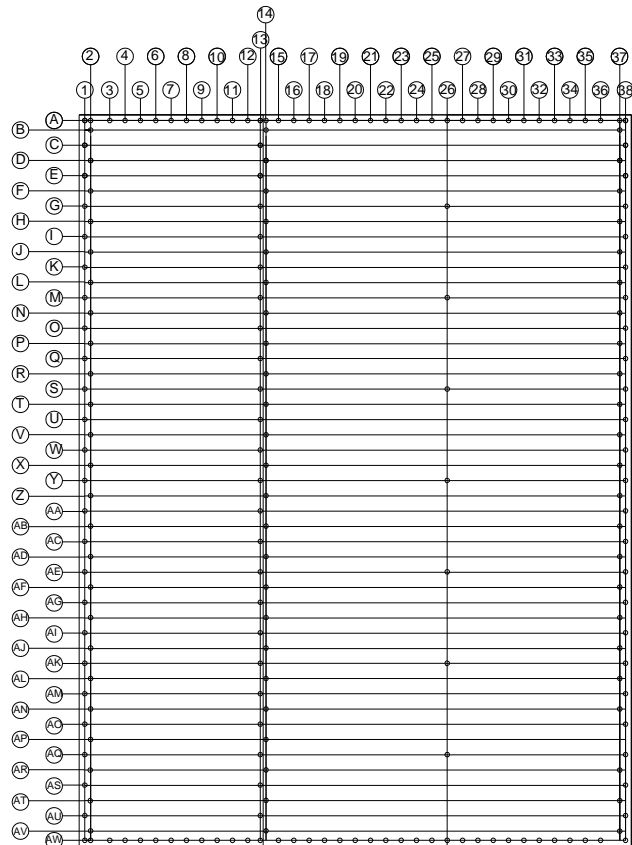 14
13
2 4 6 8 10 12 15 17 19 21 23 25 27 29 31 33 35 37
1 3 5 7 9 11 16 18 20 22 24 26 28 30 32 34 36 38
A
B
C
D
E
F
G
H
I
J
K
L
M
N
O
P
Q
R
S
T
U
V
W
X
Y
Z
AA
AB
AC
AD
AE
AF
AG
AH
AI
AJ
AK
AL
AM
AN
AO
AP
AQ
AR
AS
AT
AU
AV
AW